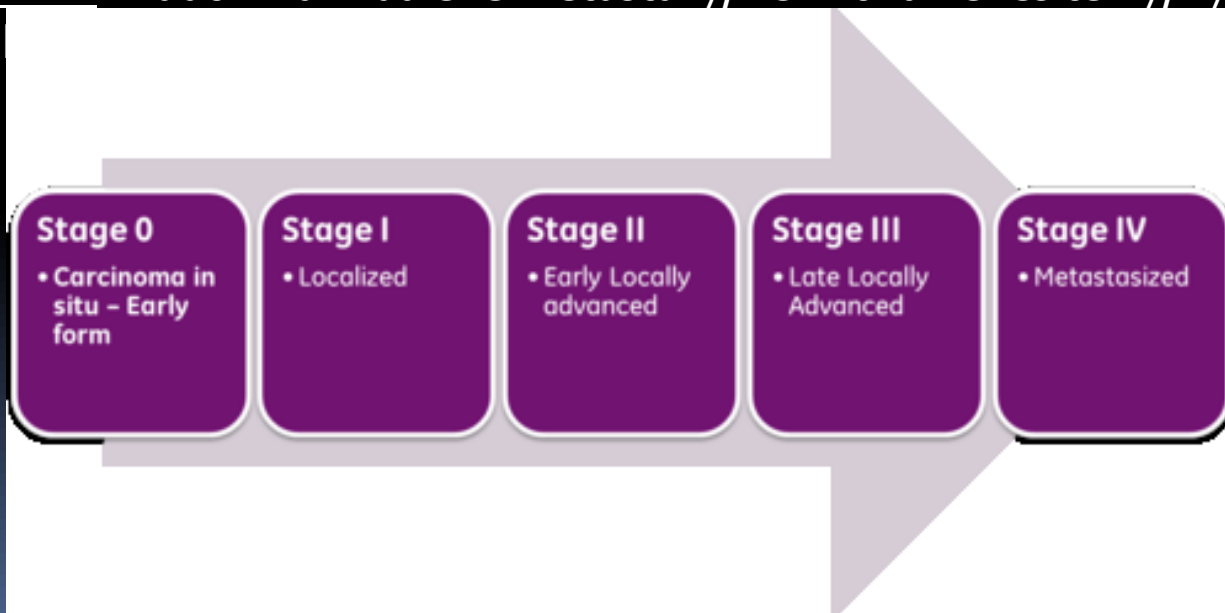 Stage 0
• Carcinoma in
situ – Early
form
Stage I
• Localized
Stage II
• Early Locally
advanced
Stage III
• Late Locally
Advanced
Stage IV
• Metastasized